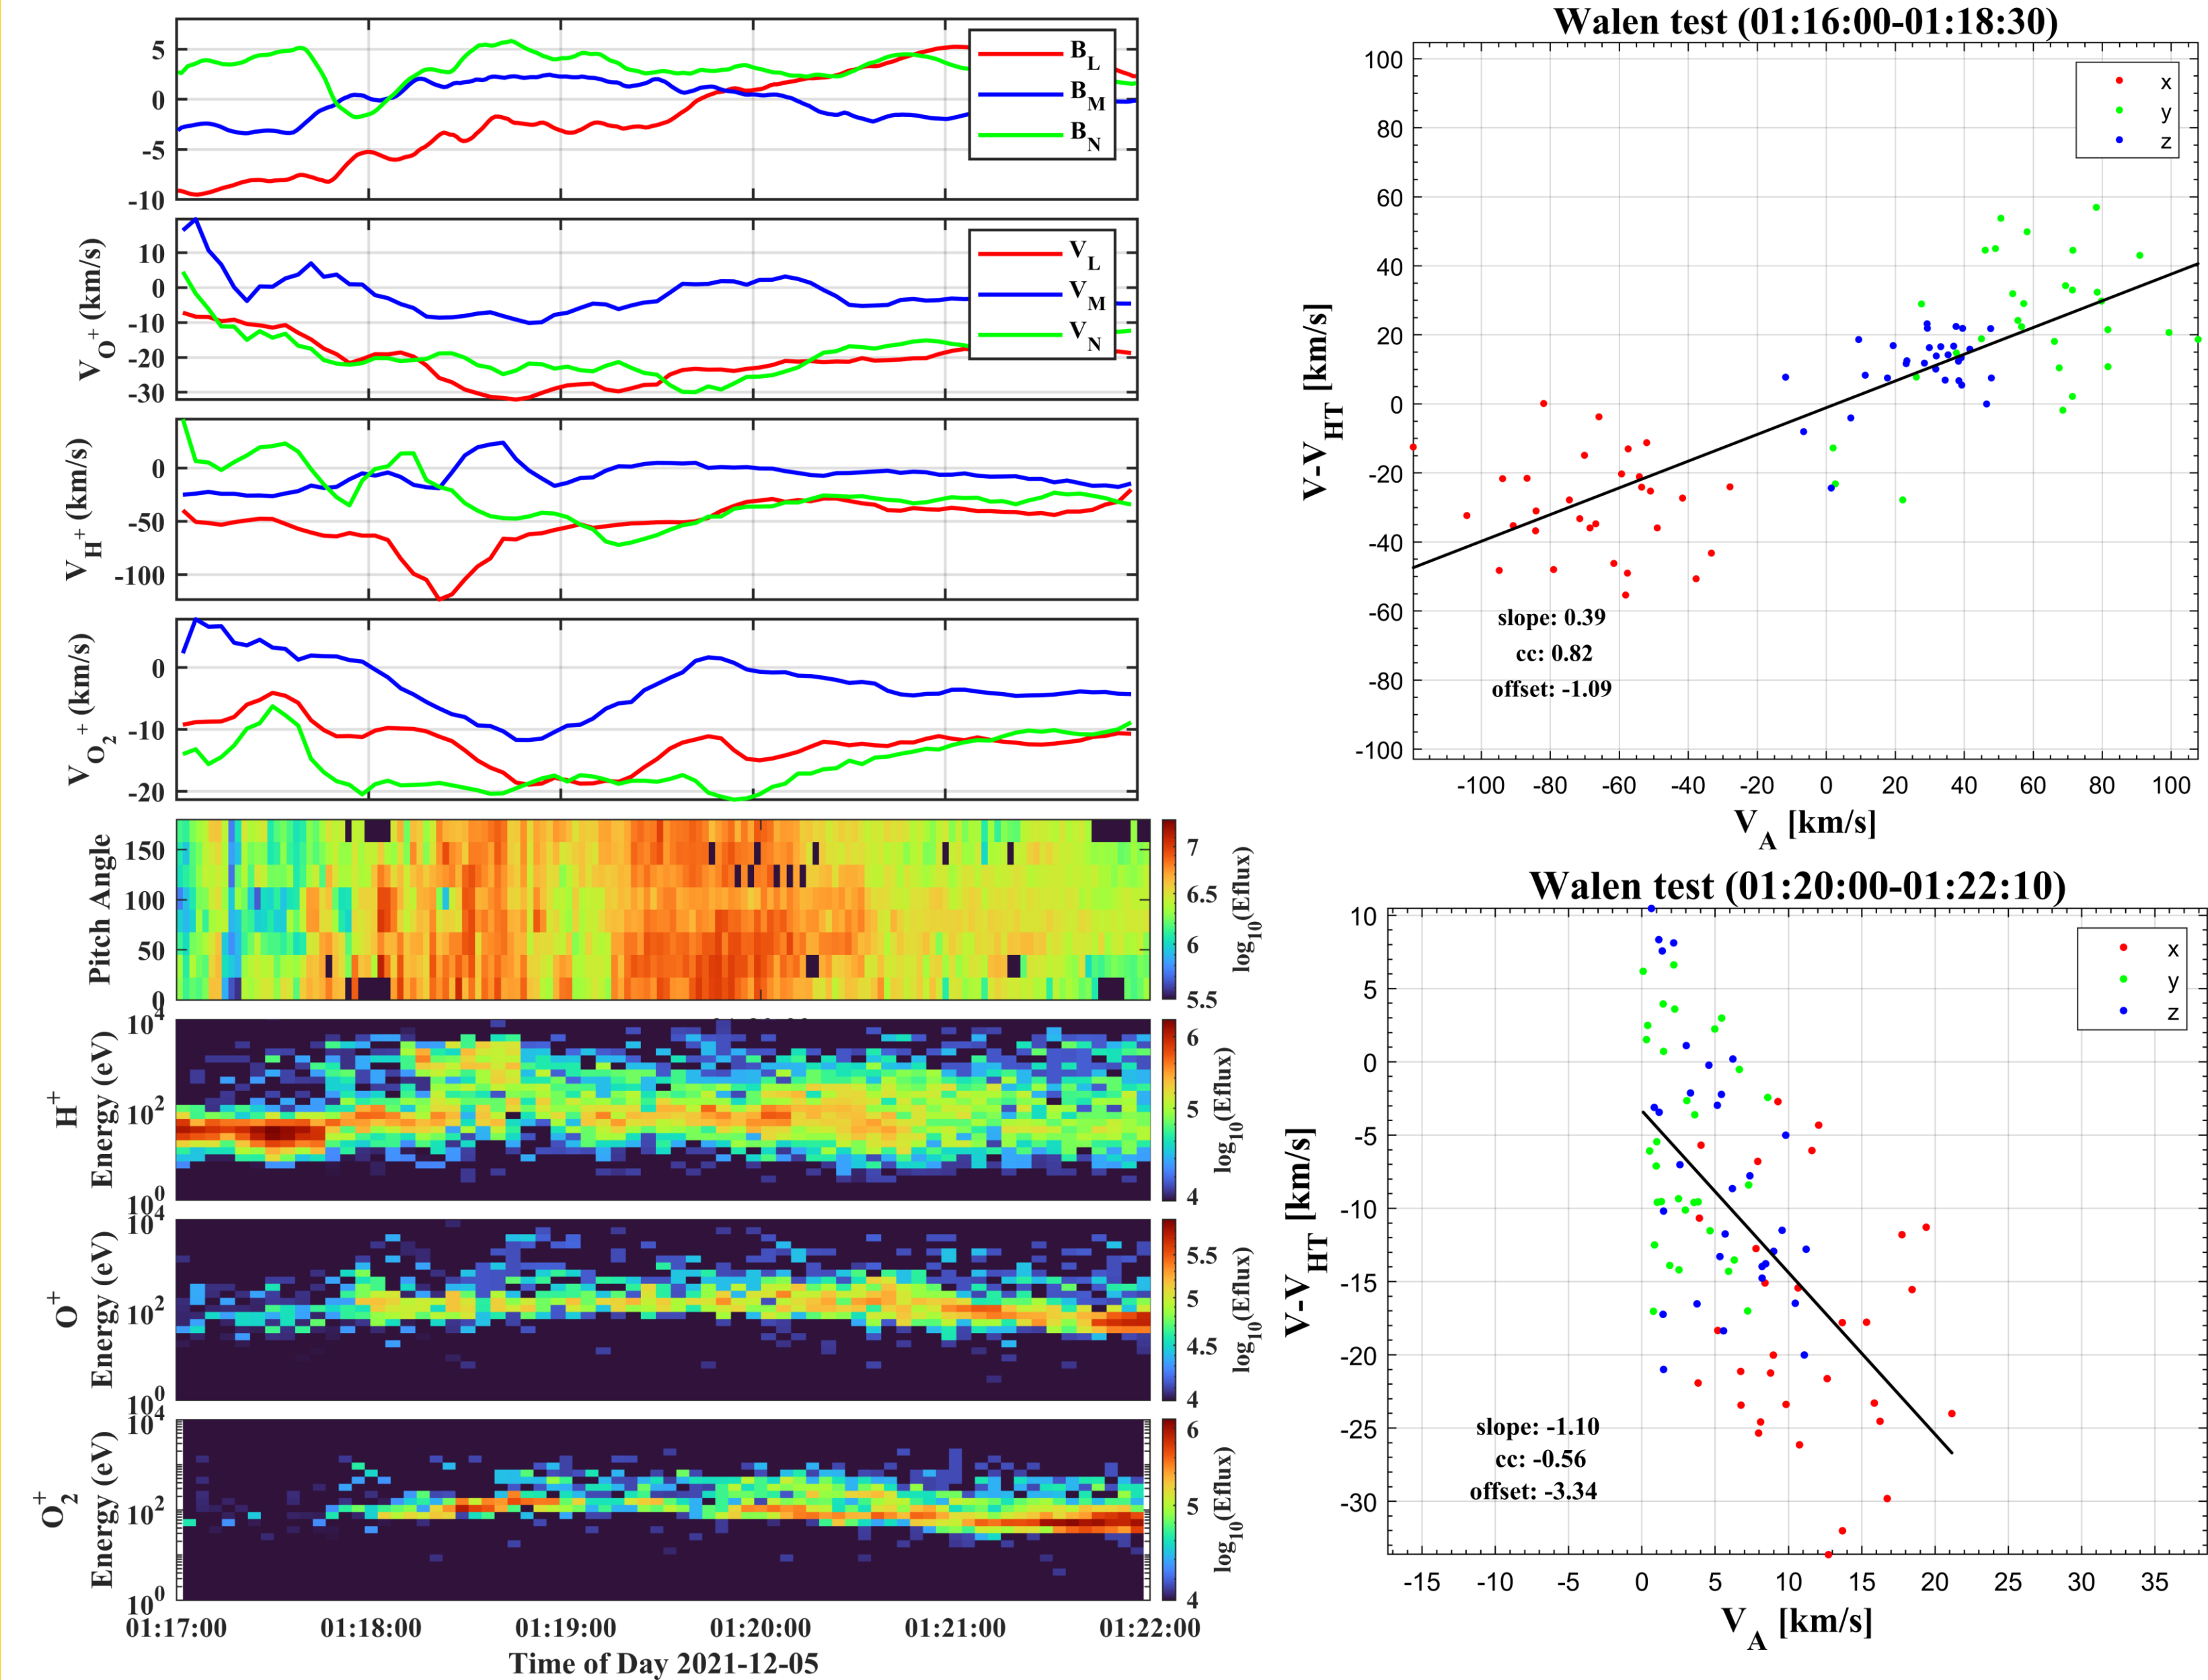 5
0
-5
-10
B_L
B_M
B_N
V_O^+ (km/s)
10
0
-10
-20
-30
V_L
V_M
V_N
V_H^+ (km/s)
0
-50
-100
V_O_2^+ (km/s)
0
-10
-20
Pitch Angle
150
100
50
0
7
6.5
6
5.5
log_10(Eflux)
H^+
Energy (eV)
10^4
10^2
10^0
6
5
4
log_10(Eflux)
O^+
Energy (eV)
10^4
10^2
10^0
5.5
5
4.5
4
log_10(Eflux)
O_2^+
Energy (eV)
10^4
10^2
10^0
6
5
4
log_10(Eflux)
01:17:00 01:18:00 01:19:00 01:20:00 01:21:00 01:22:00
Time of Day 2021-12-05
Walen test (01:16:00-01:18:30)
x
y
z
100
80
60
40
20
0
-20
-40
-60
-80
-100
V-V_HT [km/s]
slope: 0.39
cc: 0.82
offset: -1.09
-100 -80 -60 -40 -20 0 20 40 60 80 100
V_A [km/s]
Walen test (01:20:00-01:22:10)
x
y
z
10
5
0
-5
-10
-15
-20
-25
-30
V-V_HT [km/s]
slope: -1.10
cc: -0.56
offset: -3.34
-15 -10 -5 0 5 10 15 20 25 30 35
V_A [km/s]